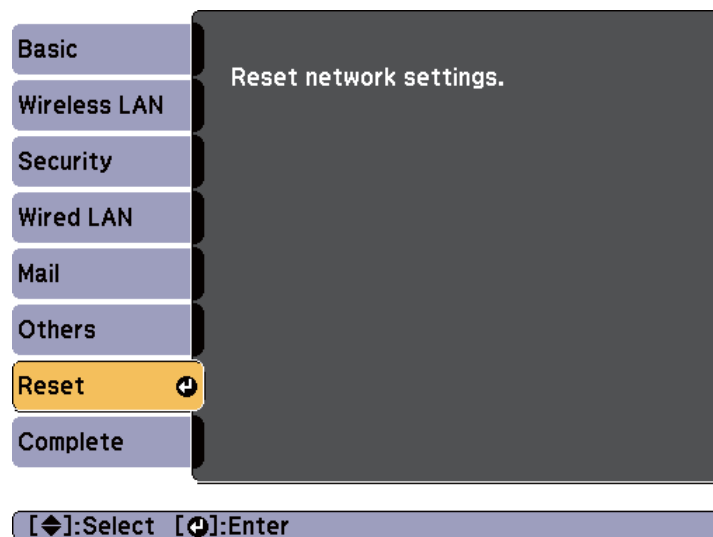 Basic
Wireless LAN
Security
Wired LAN
Mail
Others
Reset
Complete
Reset network settings.
[◆]:Select [⏎]:Enter